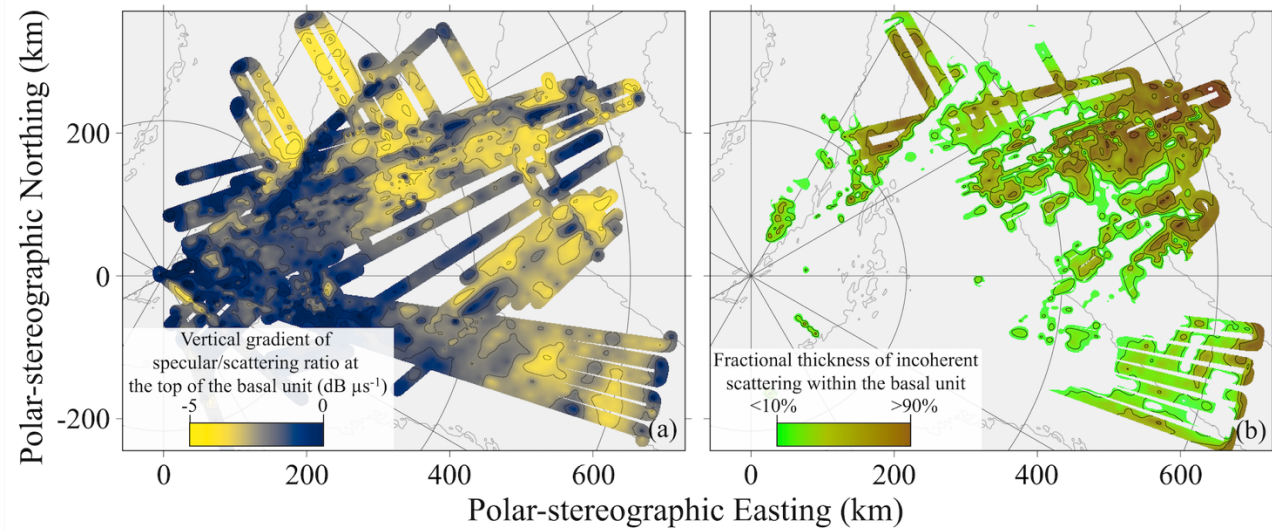 Polar-stereographic Northing (km)
200
0
-200
Vertical gradient of
specular/scattering ratio at
the top of the basal unit (dB μs⁻¹)
-5
0
(a)
Fractional thickness of incoherent
scattering within the basal unit
<10%
>90%
(b)
0
200
400
600
0
200
400
600
Polar-stereographic Easting (km)